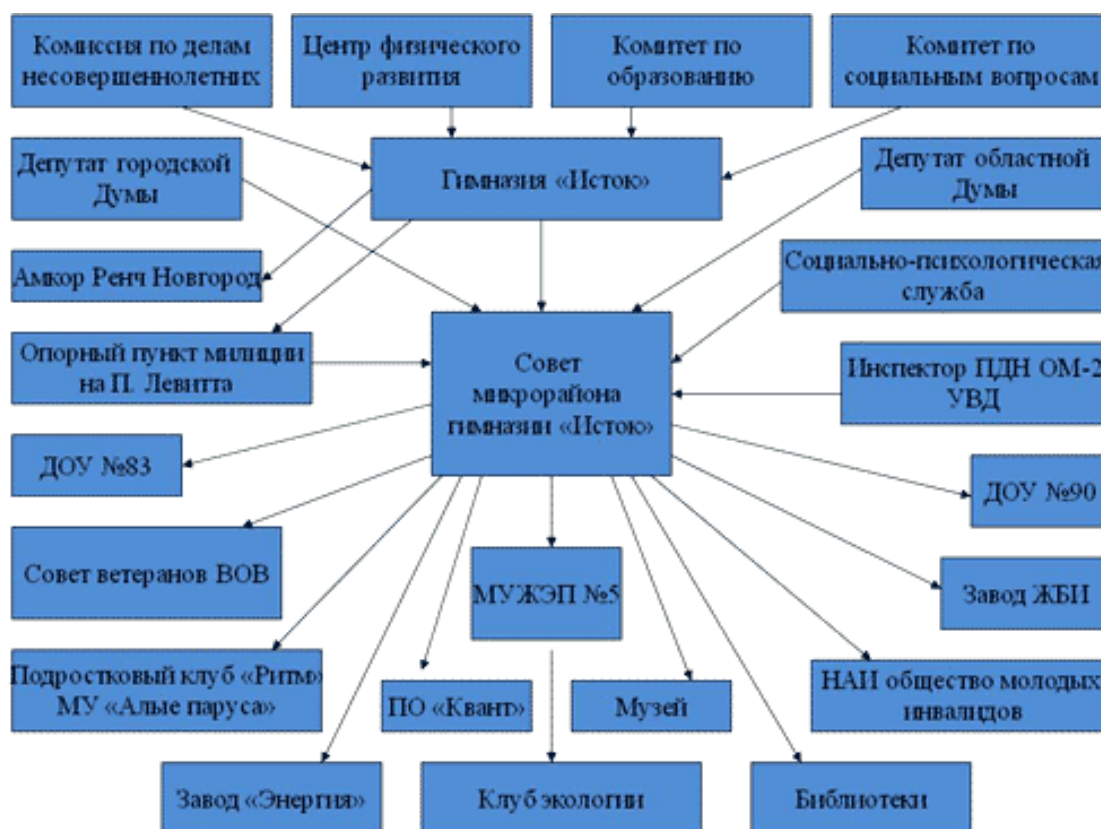 Комиссия по делам
несовершеннолетних
Центр физического
развития
Комитет по
образованию
Комитет по
социальным вопросам
Депутат городской
Думы
Гимназия «Исток»
Депутат областной
Думы
Амкор Ренч Новгород
Социально-психологическая
служба
Опорный пункт милиции
на П. Левитта
Совет
микрорайона
гимназии «Исток»
Инспектор ПДН ОМ-2
УВД
ДОУ №83
ДОУ №90
Совет ветеранов ВОВ
МУЖЭП №5
Завод ЖБИ
Подростковый клуб «Ритм»
МУ «Алые паруса»
ПО «Квант»
Музей
НАИ общество молодых
инвалидов
Завод «Энергия»
Клуб экологии
Библиотеки